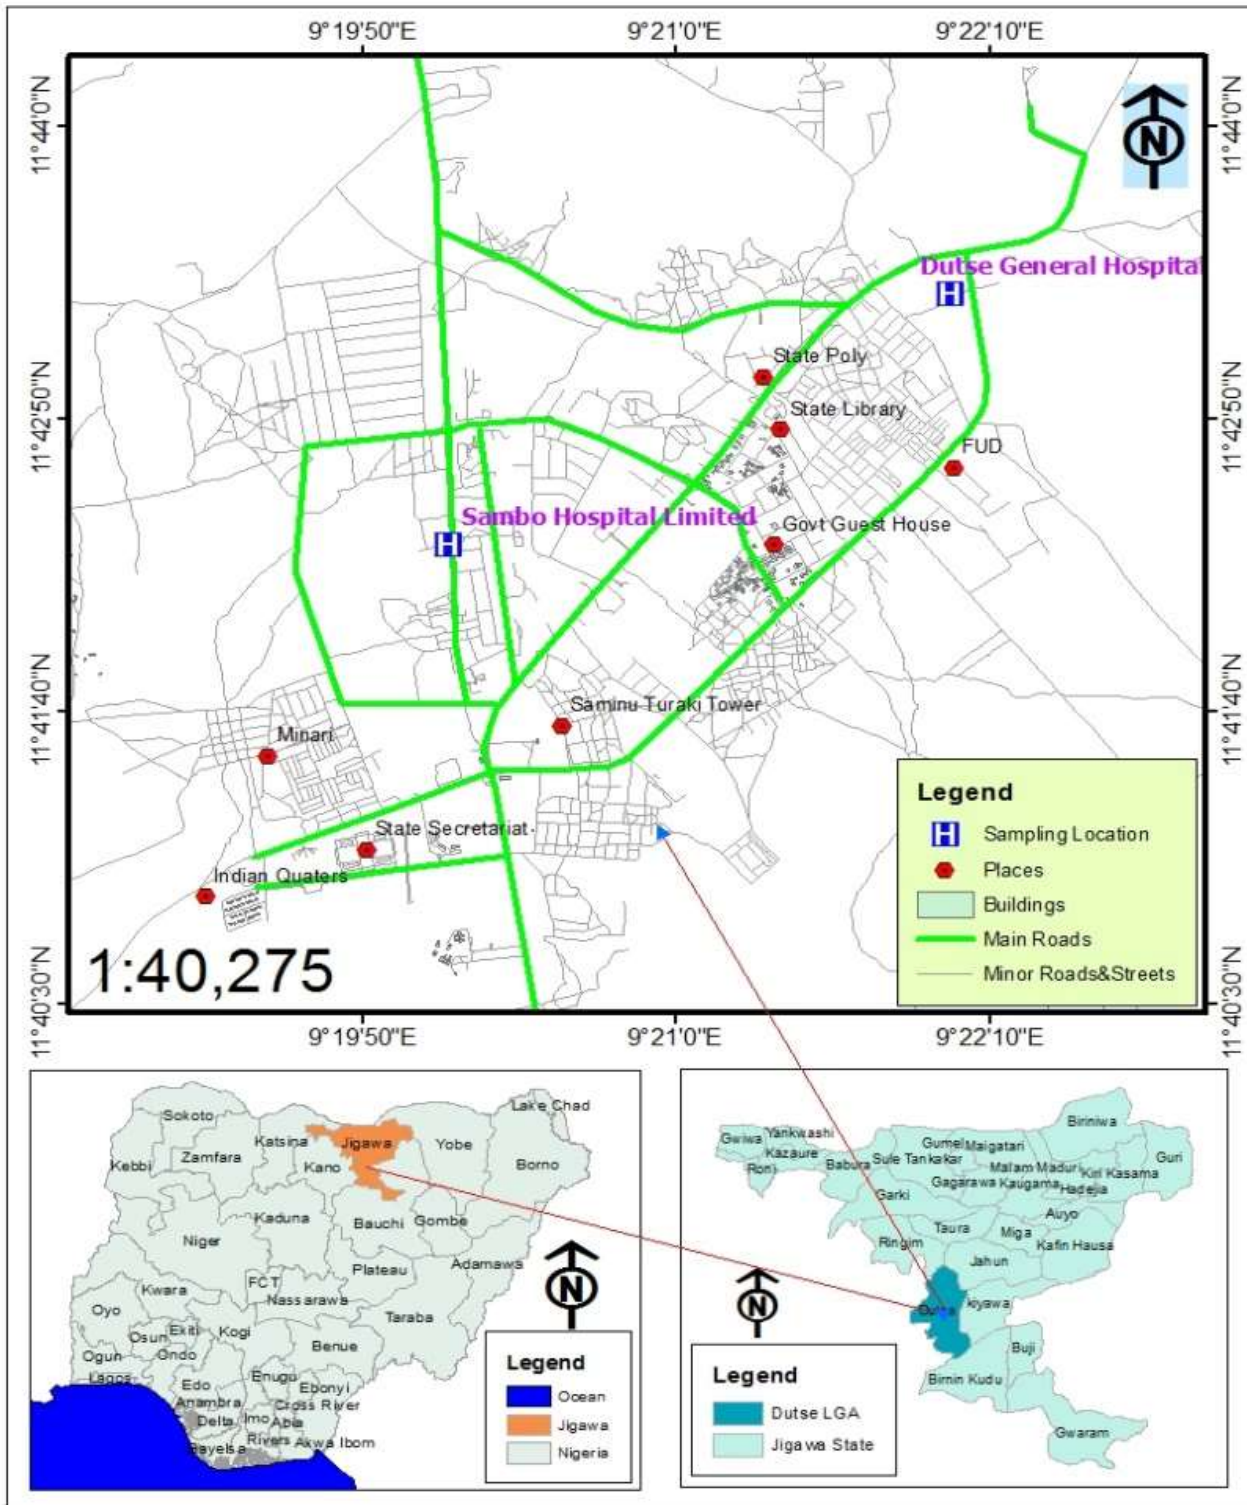 9°19'50"E 9°21'0"E 9°22'10"E
11°44'0"N 11°44'0"N
N
Dutse General Hospital
H
State Poly
11°42'50"N 11°42'50"N
State Library
FUD
Sambo Hospital Limited
Govt Guest House
H
11°41'40"N 11°41'40"N
Saminu Turaki Tower
Minari
State Secretariat
Indian Quaters
1:40,275
11°40'30"N 11°40'30"N
Legend
H Sampling Location
Places
Buildings
Main Roads
Minor Roads&Streets
9°19'50"E 9°21'0"E 9°22'10"E
Lake Chad
Sokoto
Katsina Jigawa Yobe
Zamfara
Kebbi Kano Borno
Kaduna Bauchi Gombe
Niger
Adamawa
Plateau
FCT
Kwara Nassarawa
Oyo Taraba
Osun Ekiti Kogi
Benue
Ogun Ondo
Lagos Enugu
Edo Ebonyi
Anambra Cross River
Delta Imo Abia
Rivers Akwa Ibom
Bayelsa
N
Legend
Ocean
Jigawa
Nigeria
Biriniwa
Gwiwa Yankwashi
Gumel Maigatari
Kazaure
Roni Babura Sule Tankakar Guri
Malam Maduri Kiri Kasama
Gagarawa Kaugama Hadejia
Garki
Auyo
Taura Miga
Ringim Kafin Hausa
Jahun
Dutse kiyawa
Buji
Birnin Kudu
Gwaram
N
Legend
Dutse LGA
Jigawa State